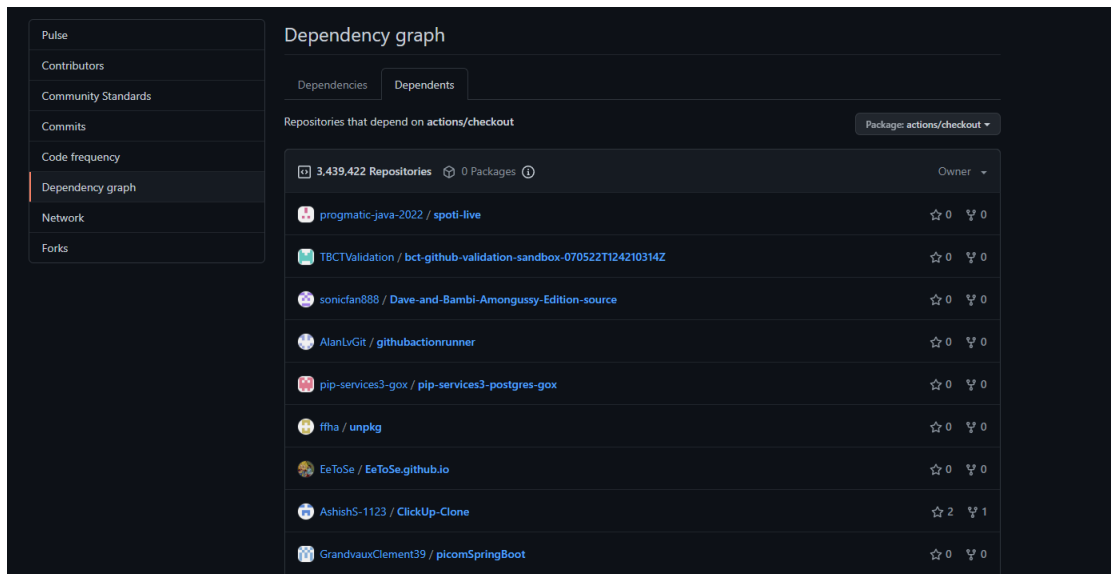 Pulse
Contributors
Community Standards
Commits
Code frequency
Dependency graph
Network
Forks
Dependency graph
Dependencies Dependents
Repositories that depend on actions/checkout
Package: actions/checkout
3,439,422 Repositories 0 Packages
Owner
progmatic-java-2022 / spoti-live 0 0
TBCTValidation / bct-github-validation-sandbox-070522T124210314Z 0 0
sonicfan888 / Dave-and-Bambi-Amongussy-Edition-source 0 0
AlanLvGit / githubactionrunner 0 0
pip-services3-gox / pip-services3-postgres-gox 0 0
ffha / unpkg 0 0
EeToSe / EeToSe.github.io 0 0
AshishS-1123 / ClickUp-Clone 2 1
GrandvauxClement39 / picomSpringBoot 0 0